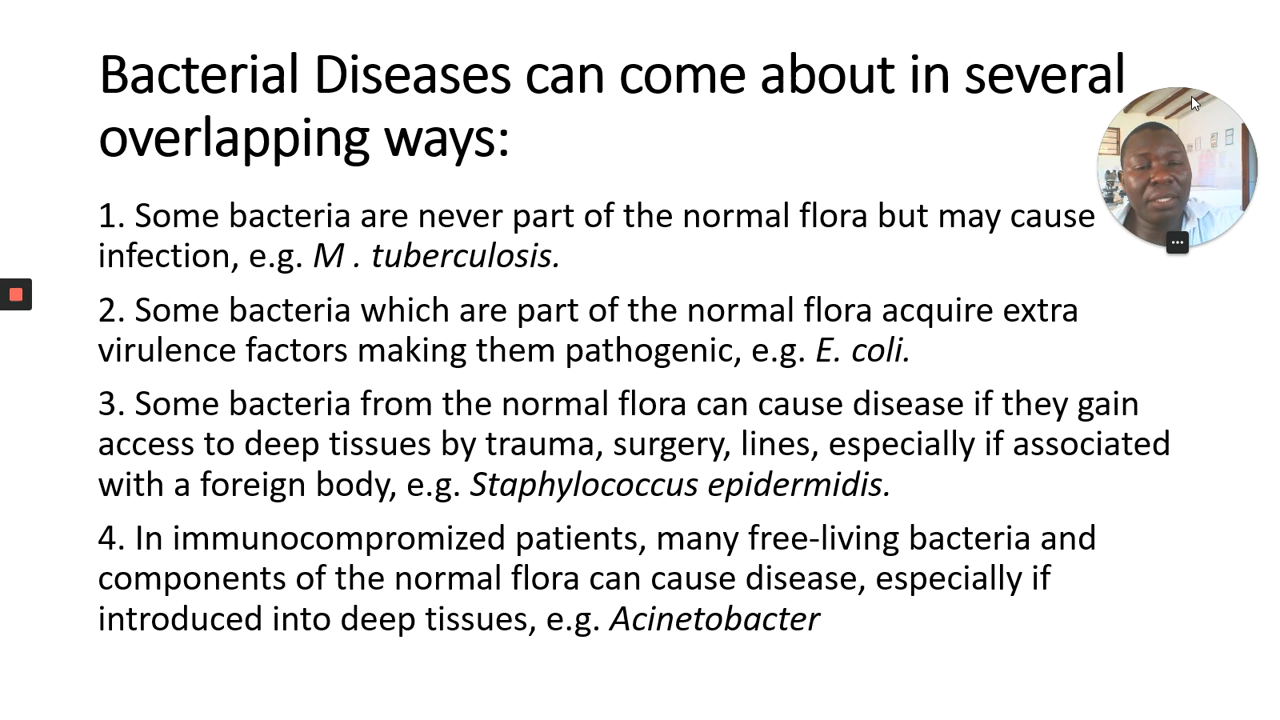 Bacterial Diseases can come about in several
overlapping ways:
1. Some bacteria are never part of the normal flora but may cause
infection, e.g. M . tuberculosis.
2. Some bacteria which are part of the normal flora acquire extra
virulence factors making them pathogenic, e.g. E. coli.
3. Some bacteria from the normal flora can cause disease if they gain
access to deep tissues by trauma, surgery, lines, especially if associated
with a foreign body, e.g. Staphylococcus epidermidis.
4. In immunocompromized patients, many free-living bacteria and
components of the normal flora can cause disease, especially if
introduced into deep tissues, e.g. Acinetobacter